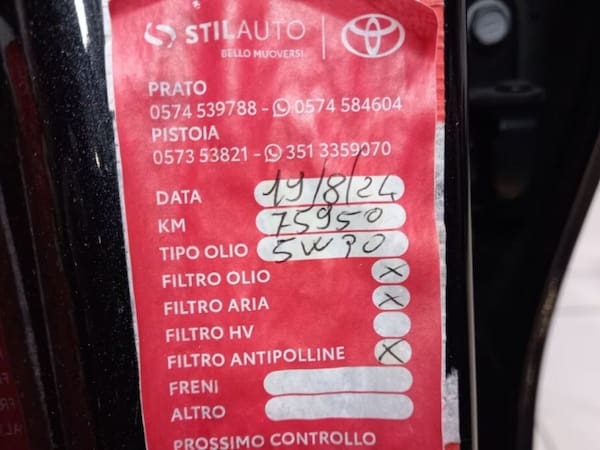 STILAUTO
BELLO MUOVERSI
PRATO
0574 539788 - 0574 584604
PISTOIA
0573 53821 - 351 3359070
DATA 19/8/24
KM 75950
TIPO OLIO 5W30
FILTRO OLIO X
FILTRO ARIA X
FILTRO HV
FILTRO ANTIPOLLINE X
FRENI
ALTRO
PROSSIMO CONTROLLO